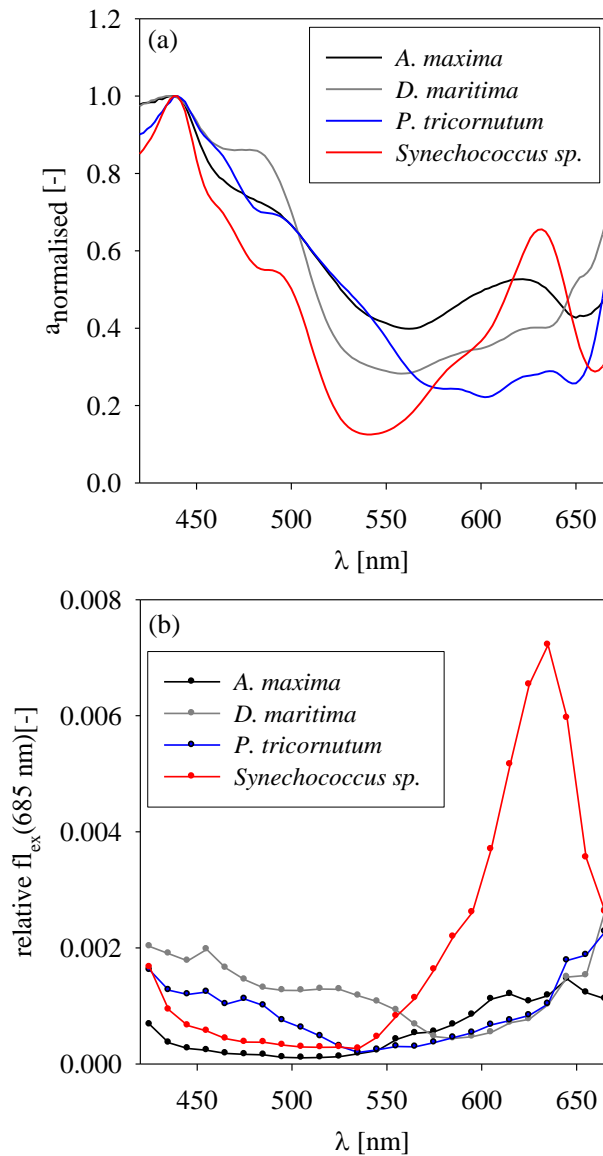 (a)
A. maxima
D. maritima
P. tricornutum
Synechococcus sp.
a_normalised [-]
1.2
1.0
0.8
0.6
0.4
0.2
0.0
450 500 550 600 650
λ [nm]
(b)
A. maxima
D. maritima
P. tricornutum
Synechococcus sp.
relative fl_ex(685 nm)[-]
0.008
0.006
0.004
0.002
0.000
450 500 550 600 650
λ [nm]